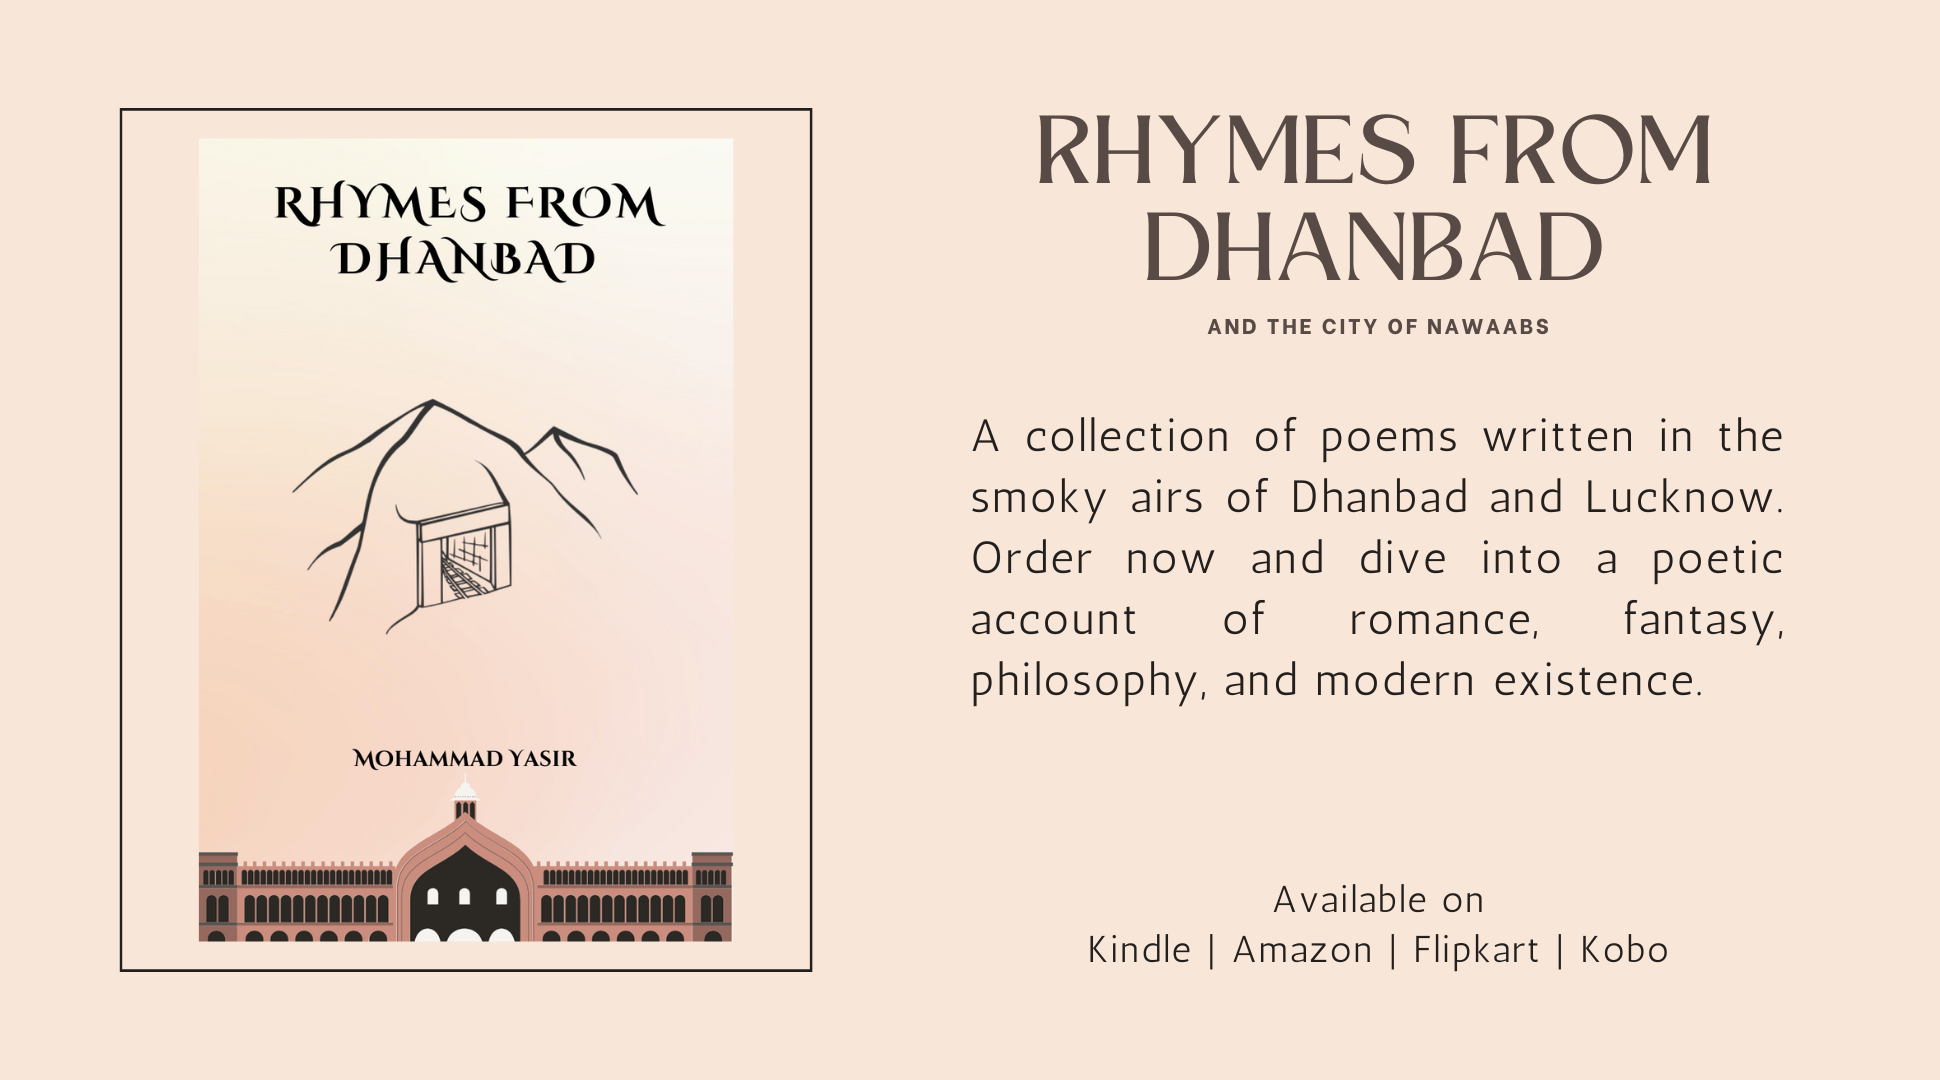 RHYMES FROM
DHANBAD
MOHAMMAD YASIR
RHYMES FROM
DHANBAD
AND THE CITY OF NAWAABS
A collection of poems written in the
smoky airs of Dhanbad and Lucknow.
Order now and dive into a poetic
account of romance, fantasy,
philosophy, and modern existence.
Available on
Kindle | Amazon | Flipkart | Kobo